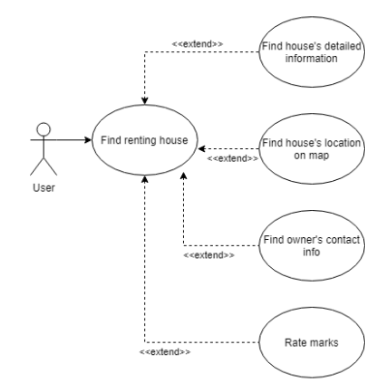 <<extend>>
Find house's detailed
information
Find renting house
Find house's location
on map
<<extend>>
User
Find owner's contact
info
<<extend>>
Rate marks
<<extend>>